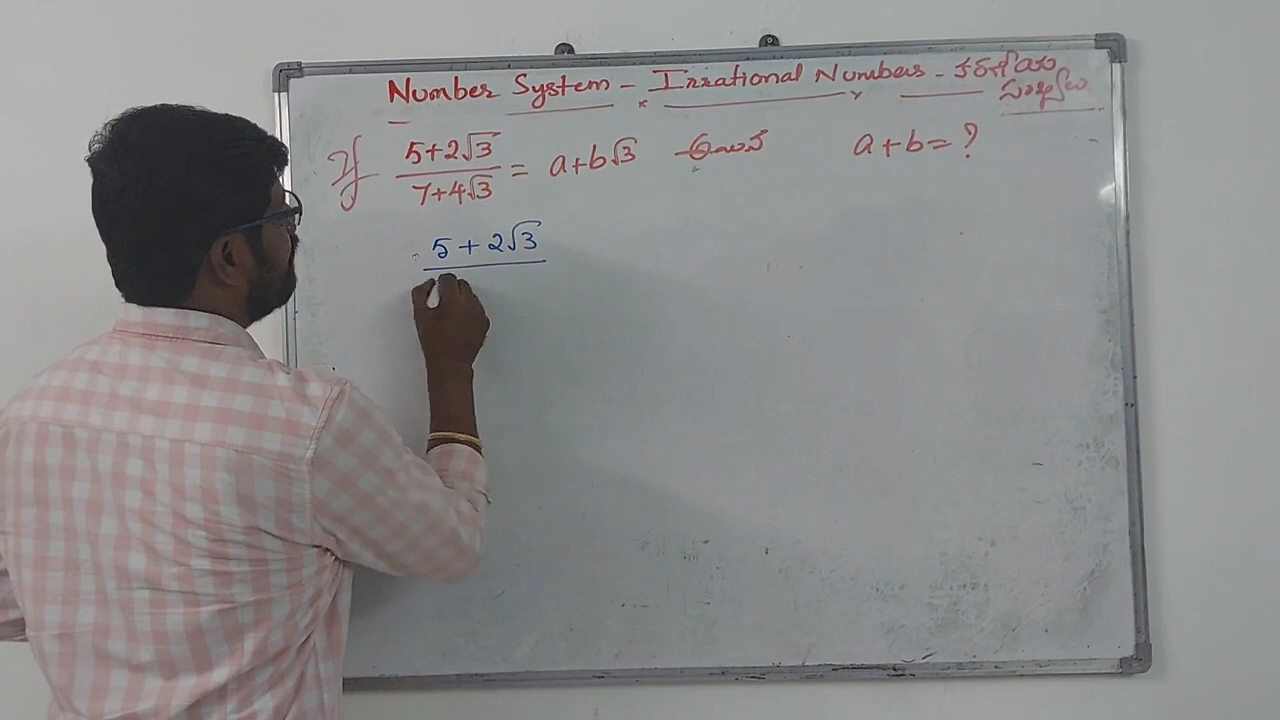 Number System - Irrational Numbers - కరణీయ
సంఖ్యలు
If 5+2√3 / 7+4√3 = a+b√3 అయిన a+b=?
5+2√3